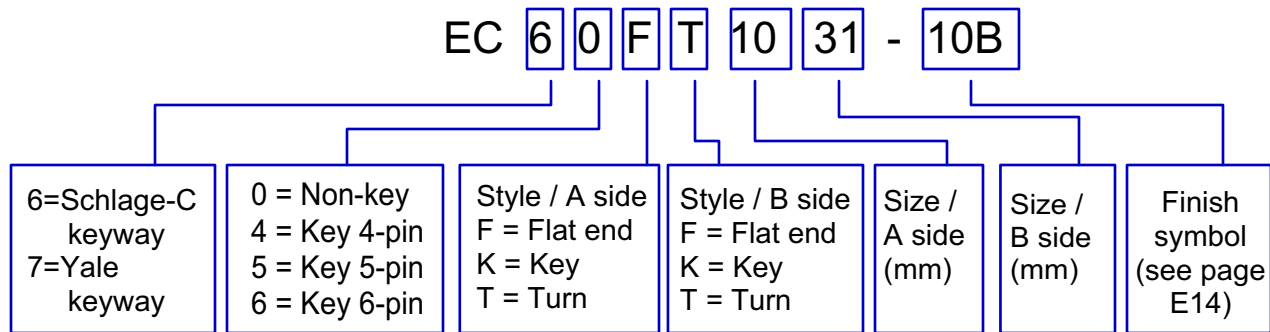 EC 6 0 F T 10 31 - 10B
6=Schlage-C
keyway
7=Yale
keyway
0 = Non-key
4 = Key 4-pin
5 = Key 5-pin
6 = Key 6-pin
Style / A side
F = Flat end
K = Key
T = Turn
Style / B side
F = Flat end
K = Key
T = Turn
Size /
A side
(mm)
Size /
B side
(mm)
Finish
symbol
(see page
E14)